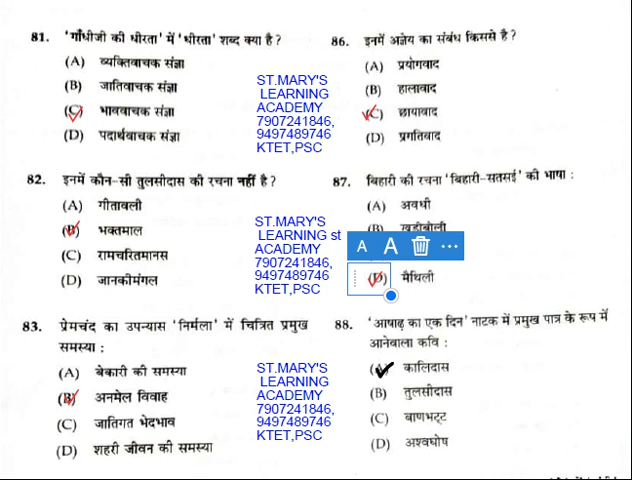 81. 'गाँधीजी की धीरता' में 'धीरता' शब्द क्या है ?
(A) व्यक्तिवाचक संज्ञा
(B) जातिवाचक संज्ञा
(C) भाववाचक संज्ञा
(D) पदार्थवाचक संज्ञा
ST.MARY'S
LEARNING
ACADEMY
7907241846,
9497489746
KTET,PSC
82. इनमें कौन-सी तुलसीदास की रचना नहीं है ?
(A) गीतावली
(B) भक्तमाल
(C) रामचरितमानस
(D) जानकीमंगल
ST.MARY'S
LEARNING st
ACADEMY
7907241846,
9497489746
KTET,PSC
83. प्रेमचंद का उपन्यास 'निर्मला' में चित्रित प्रमुख
समस्या :
(A) बेकारी की समस्या
(B) अनमेल विवाह
(C) जातिगत भेदभाव
(D) शहरी जीवन की समस्या
ST.MARY'S
LEARNING
ACADEMY
7907241846,
9497489746
KTET,PSC
86. इनमें अज्ञेय का संबंध किससे है ?
(A) प्रयोगवाद
(B) हालावाद
(C) छायावाद
(D) प्रगतिवाद
87. बिहारी की रचना 'बिहारी-सतसई' की भाषा :
(A) अवधी
(B) खड़ीबोली
A A
(D) मैथिली
88. 'आषाढ़ का एक दिन' नाटक में प्रमुख पात्र के रूप में
आनेवाला कवि :
(A) कालिदास
(B) तुलसीदास
(C) बाणभट्ट
(D) अश्वघोष